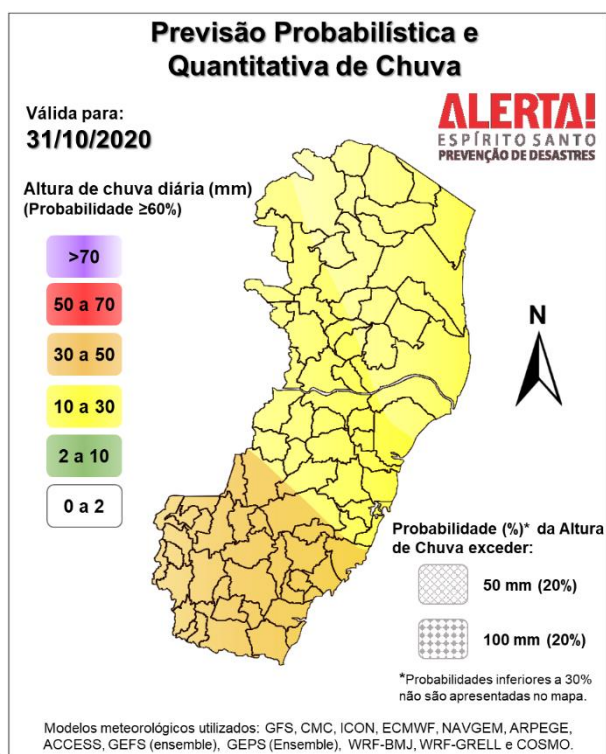 Previsão Probabilística e
Quantitativa de Chuva
Válida para:
31/10/2020
ALERTA!
ESPÍRITO SANTO
PREVENÇÃO DE DESASTRES
Altura de chuva diária (mm)
(Probabilidade ≥60%)
>70
50 a 70
30 a 50
10 a 30
2 a 10
0 a 2
N
Probabilidade (%)* da Altura
de Chuva exceder:
50 mm (20%)
100 mm (20%)
*Probabilidades inferiores a 30%
não são apresentadas no mapa.
Modelos meteorológicos utilizados: GFS, CMC, ICON, ECMWF, NAVGEM, ARPEGE,
ACCESS, GEFS (ensemble), GEPS (Ensemble), WRF-BMJ, WRF-GRELL e COSMO.